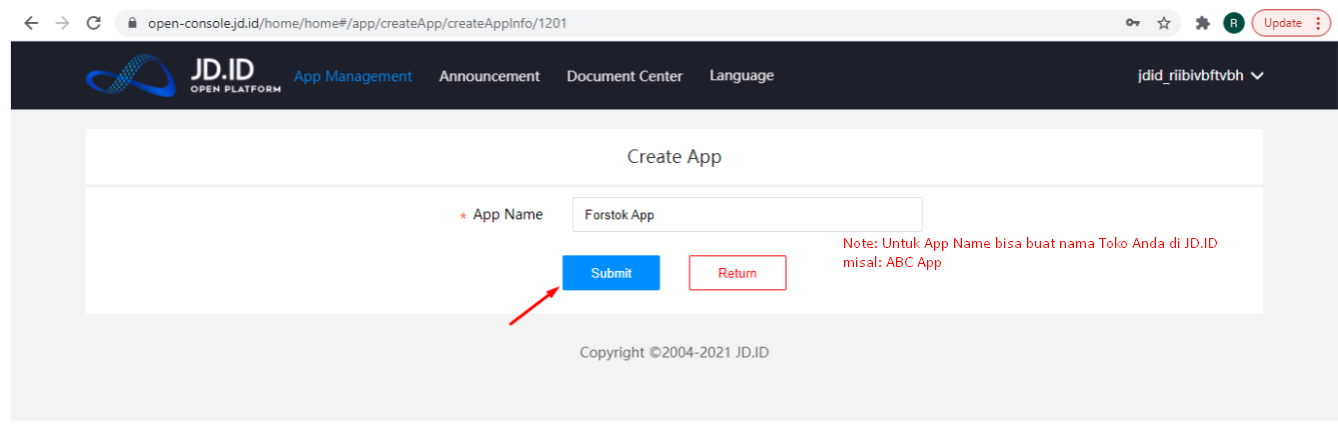 open-console.jd.id/home/home#/app/createApp/createAppInfo/1201
R
Update
JD.ID
OPEN PLATFORM
App Management
Announcement
Document Center
Language
jdid_riibivbftvbh
Create App
* App Name
Forstok App
Note: Untuk App Name bisa buat nama Toko Anda di JD.ID
misal: ABC App
Submit
Return
Copyright ©2004-2021 JD.ID